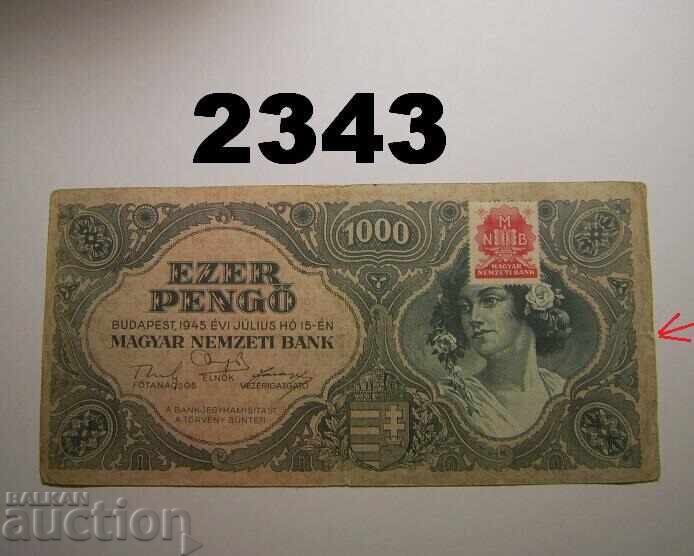 2343
1000
M
NB
MAGYAR
NEMZETI BANK
EZER
PENGŐ
BUDAPEST, 1945 ÉVI JÚLIUS HÓ 15-ÉN
MAGYAR NEMZETI BANK
FŐTANÁCSOS ELNÖK VEZÉRIGAZGATÓ
A BANKJEGYHAMISÍTÁST
A TÖRVÉNY BÜNTETI
BALKAN
auction